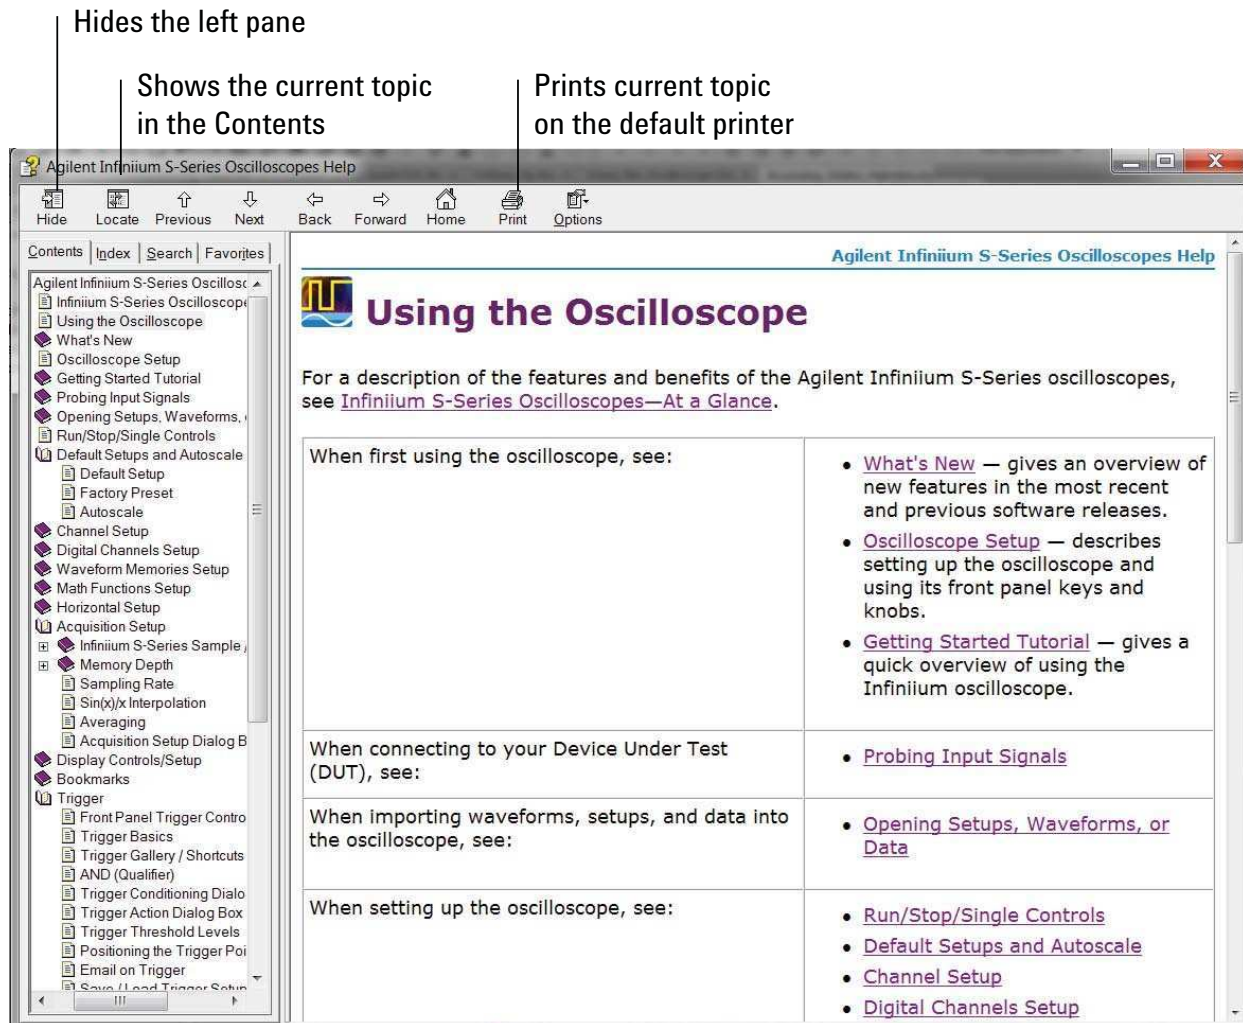 Hides the left pane
Shows the current topic
in the Contents
Prints current topic
on the default printer
Agilent Infiniium S-Series Oscilloscopes Help
Hide Locate Previous Next Back Forward Home Print Options
Contents Index Search Favorites
Agilent Infiniium S-Series Oscillosc
Infiniium S-Series Oscilloscope
Using the Oscilloscope
What's New
Oscilloscope Setup
Getting Started Tutorial
Probing Input Signals
Opening Setups, Waveforms,
Run/Stop/Single Controls
Default Setups and Autoscale
Default Setup
Factory Preset
Autoscale
Channel Setup
Digital Channels Setup
Waveform Memories Setup
Math Functions Setup
Horizontal Setup
Acquisition Setup
Infiniium S-Series Sample /
Memory Depth
Sampling Rate
Sin(x)/x Interpolation
Averaging
Acquisition Setup Dialog B
Display Controls/Setup
Bookmarks
Trigger
Front Panel Trigger Contro
Trigger Basics
Trigger Gallery / Shortcuts
AND (Qualifier)
Trigger Conditioning Dialo
Trigger Action Dialog Box
Trigger Threshold Levels
Positioning the Trigger Poi
Email on Trigger
Save / Load Trigger Setup
Agilent Infiniium S-Series Oscilloscopes Help
Using the Oscilloscope
For a description of the features and benefits of the Agilent Infiniium S-Series oscilloscopes,
see Infiniium S-Series Oscilloscopes—At a Glance.
When first using the oscilloscope, see:
• What's New — gives an overview of
new features in the most recent
and previous software releases.
• Oscilloscope Setup — describes
setting up the oscilloscope and
using its front panel keys and
knobs.
• Getting Started Tutorial — gives a
quick overview of using the
Infiniium oscilloscope.
When connecting to your Device Under Test
(DUT), see:
• Probing Input Signals
When importing waveforms, setups, and data into
the oscilloscope, see:
• Opening Setups, Waveforms, or
Data
When setting up the oscilloscope, see:
• Run/Stop/Single Controls
• Default Setups and Autoscale
• Channel Setup
• Digital Channels Setup